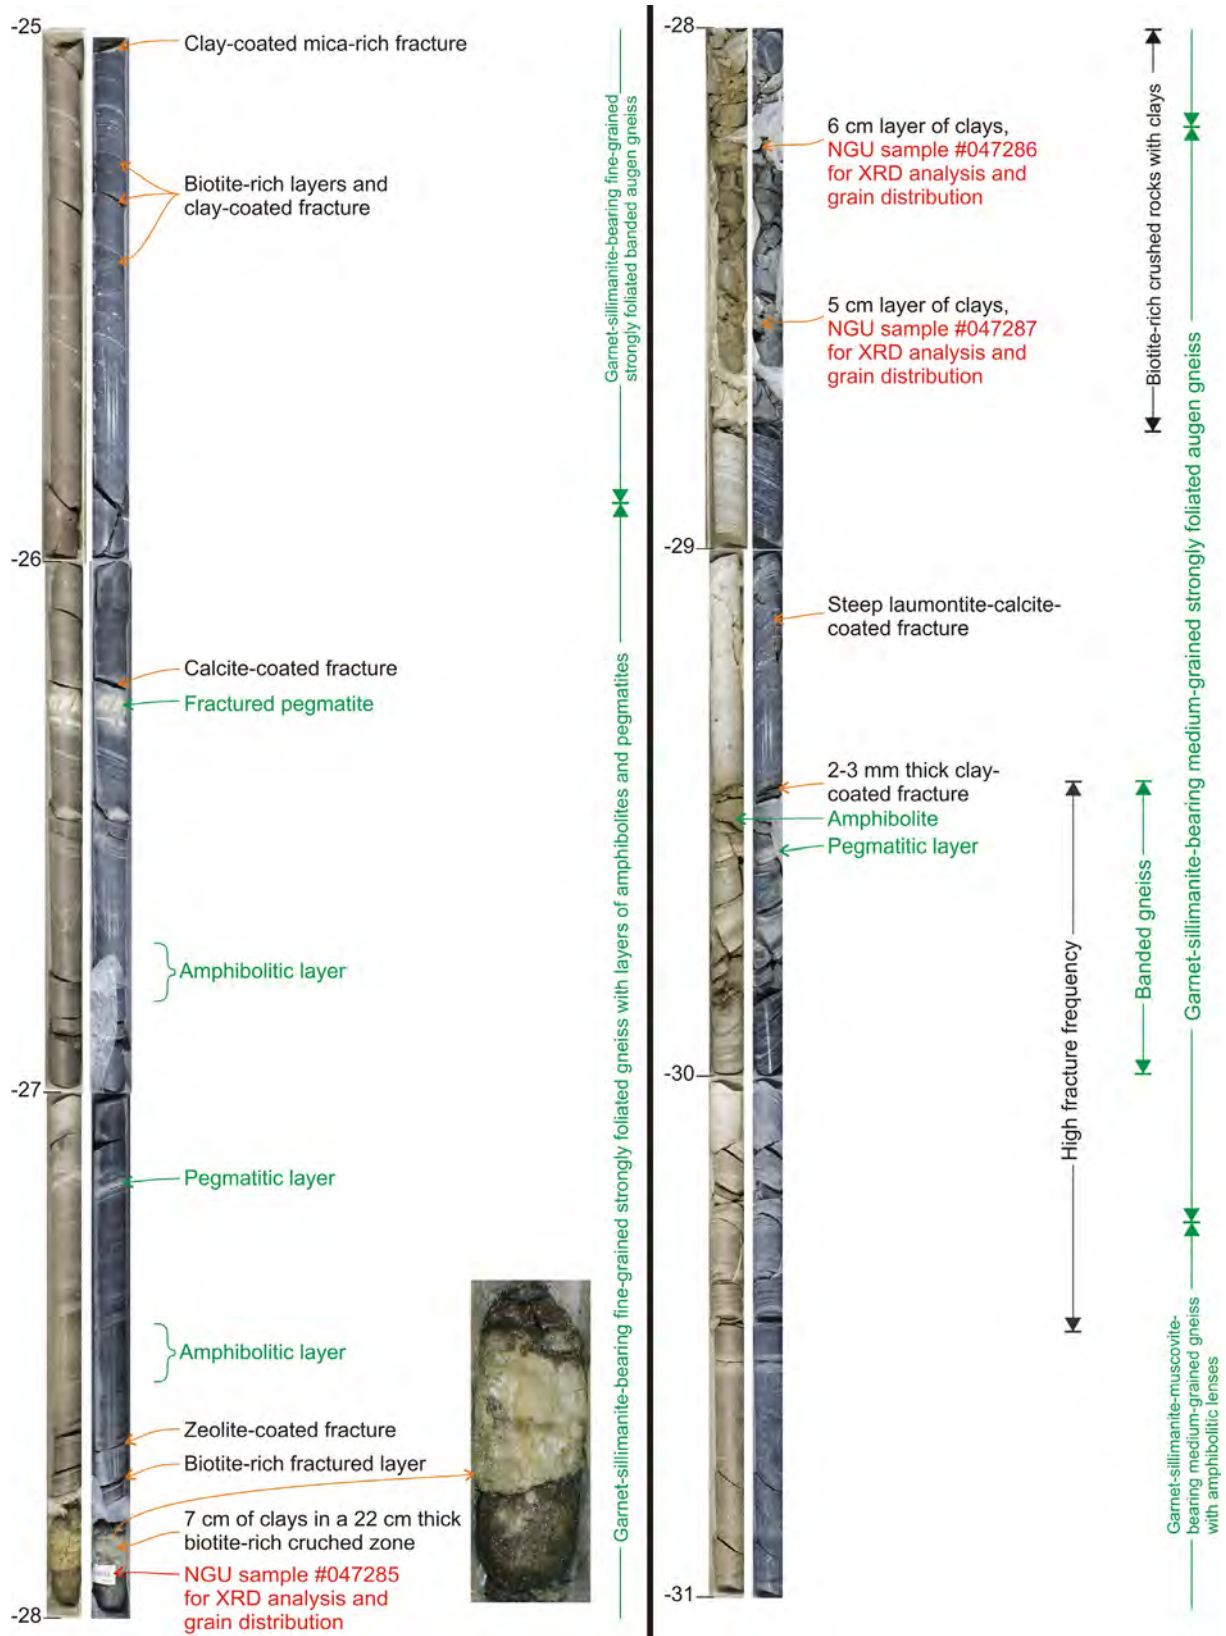 -25
Clay-coated mica-rich fracture
Biotite-rich layers and
clay-coated fracture
Garnet-sillimanite-bearing fine-grained
strongly foliated banded augen gneiss
-26
Calcite-coated fracture
Fractured pegmatite
Amphibolitic layer
-27
Pegmatitic layer
Amphibolitic layer
Zeolite-coated fracture
Biotite-rich fractured layer
7 cm of clays in a 22 cm thick
biotite-rich cruched zone
NGU sample #047285
for XRD analysis and
grain distribution
-28
Garnet-sillimanite-bearing fine-grained strongly foliated gneiss with layers of amphibolites and pegmatites
-28
6 cm layer of clays,
NGU sample #047286
for XRD analysis and
grain distribution
5 cm layer of clays,
NGU sample #047287
for XRD analysis and
grain distribution
Biotite-rich crushed rocks with clays
-29
Steep laumontite-calcite-
coated fracture
2-3 mm thick clay-
coated fracture
Amphibolite
Pegmatitic layer
High fracture frequency
Banded gneiss
Garnet-sillimanite-bearing medium-grained strongly foliated augen gneiss
-30
Garnet-sillimanite-muscovite-
bearing medium-grained gneiss
with amphibolitic lenses
-31